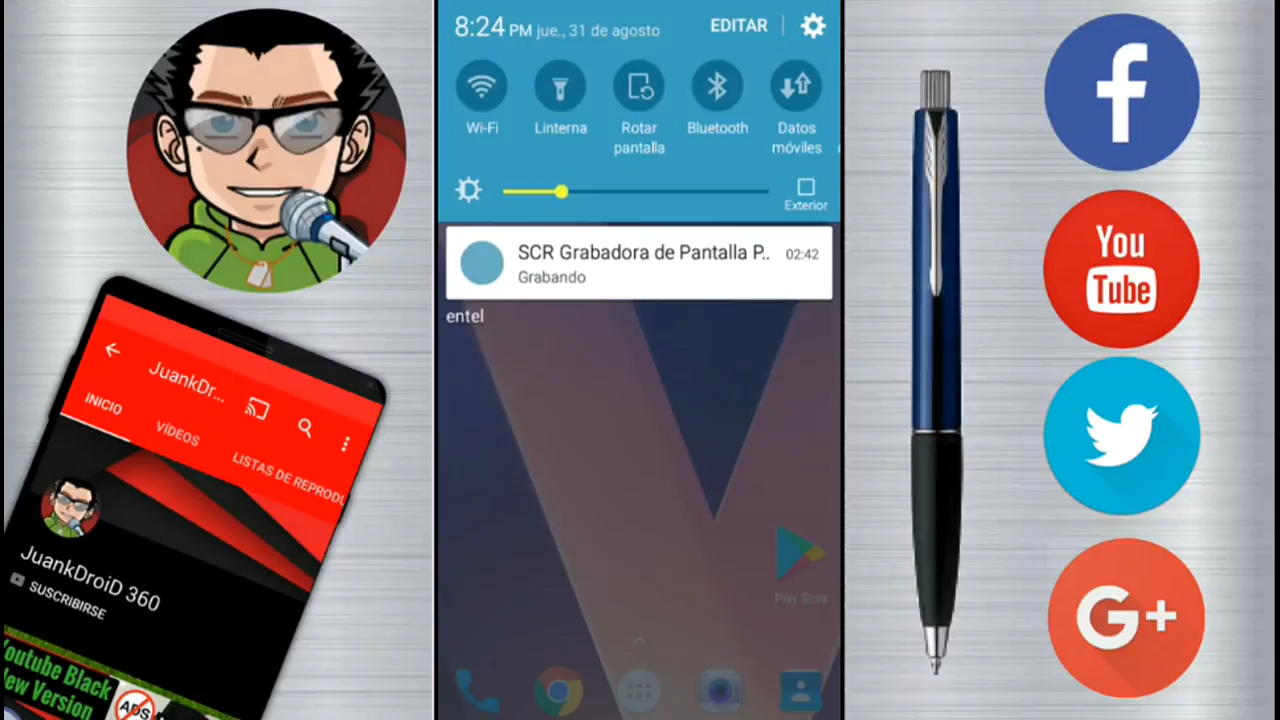 8:24 PM jue., 31 de agosto
EDITAR
Wi-Fi
Linterna
Rotar
pantalla
Bluetooth
Datos
móviles
Exterior
SCR Grabadora de Pantalla P..
02:42
Grabando
entel
Play Store
JuankDr...
INICIO
VÍDEOS
LISTAS DE REPRODU
JuankDroiD 360
SUSCRIBIRSE
Youtube Black
New Version
ADS
f
You
Tube
G+